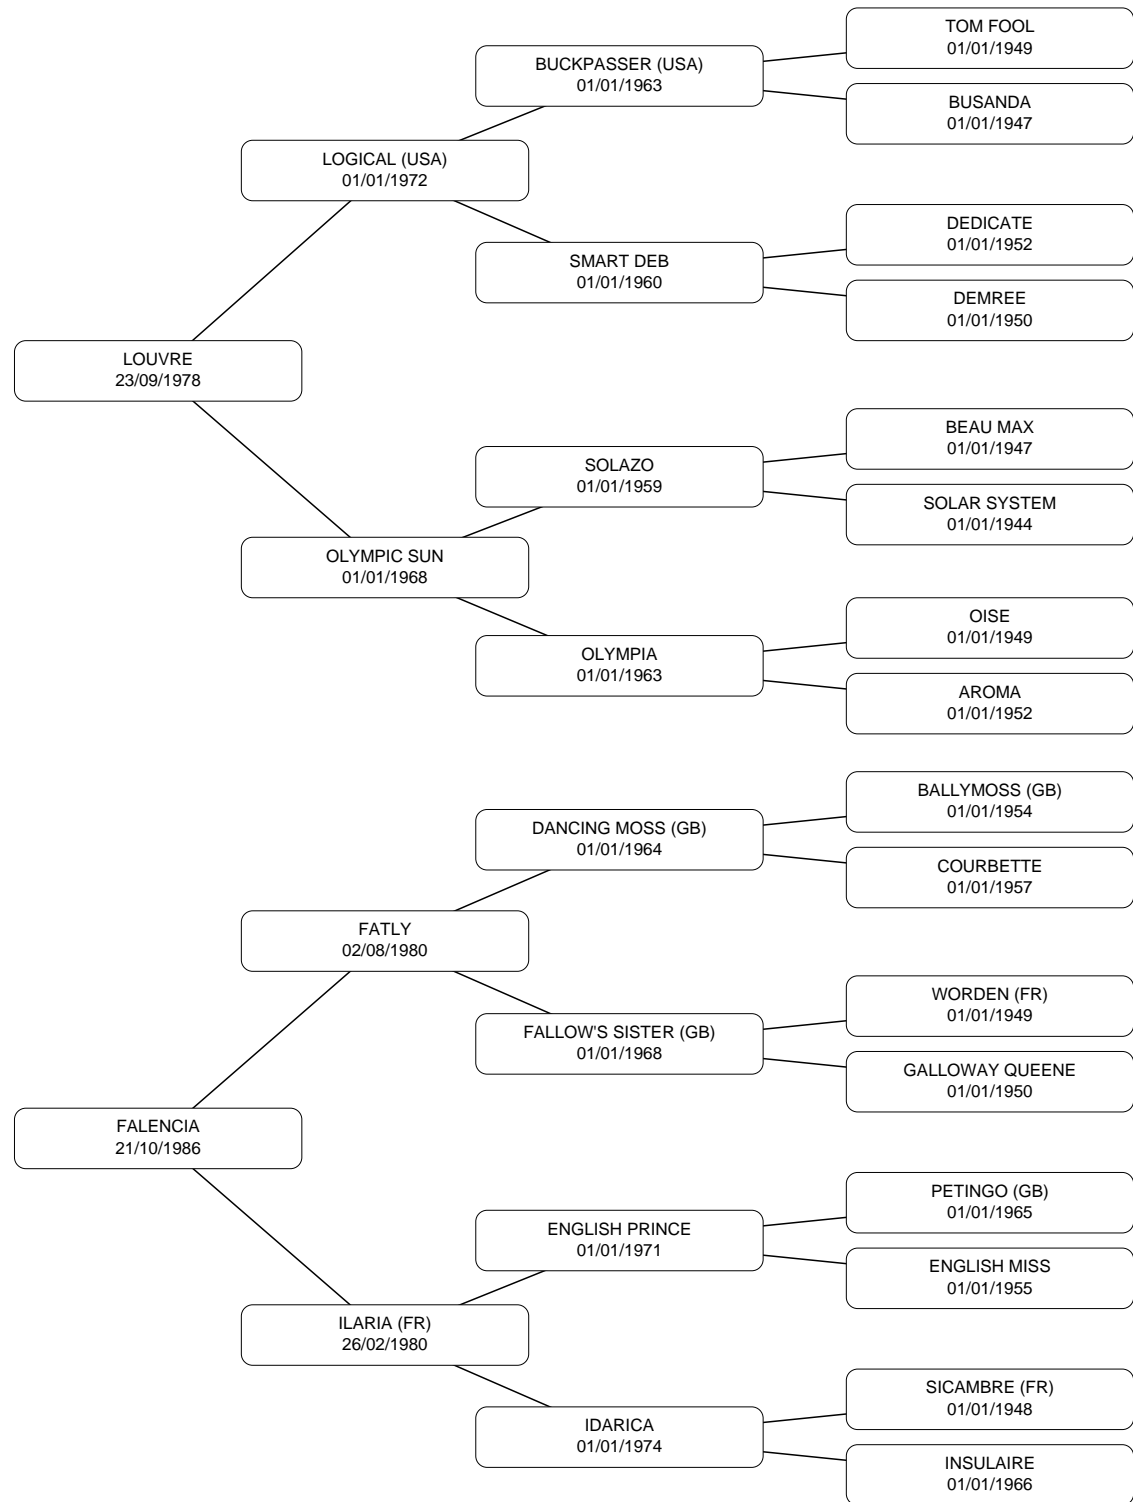 TOM FOOL
01/01/1949
BUCKPASSER (USA)
01/01/1963
BUSANDA
01/01/1947
LOGICAL (USA)
01/01/1972
DEDICATE
01/01/1952
SMART DEB
01/01/1960
DEMREE
01/01/1950
LOUVRE
23/09/1978
BEAU MAX
01/01/1947
SOLAZO
01/01/1959
SOLAR SYSTEM
01/01/1944
OLYMPIC SUN
01/01/1968
OISE
01/01/1949
OLYMPIA
01/01/1963
AROMA
01/01/1952
BALLYMOSS (GB)
01/01/1954
DANCING MOSS (GB)
01/01/1964
COURBETTE
01/01/1957
FATLY
02/08/1980
WORDEN (FR)
01/01/1949
FALLOW'S SISTER (GB)
01/01/1968
GALLOWAY QUEENE
01/01/1950
FALENCIA
21/10/1986
PETINGO (GB)
01/01/1965
ENGLISH PRINCE
01/01/1971
ENGLISH MISS
01/01/1955
ILARIA (FR)
26/02/1980
SICAMBRE (FR)
01/01/1948
IDARICA
01/01/1974
INSULAIRE
01/01/1966